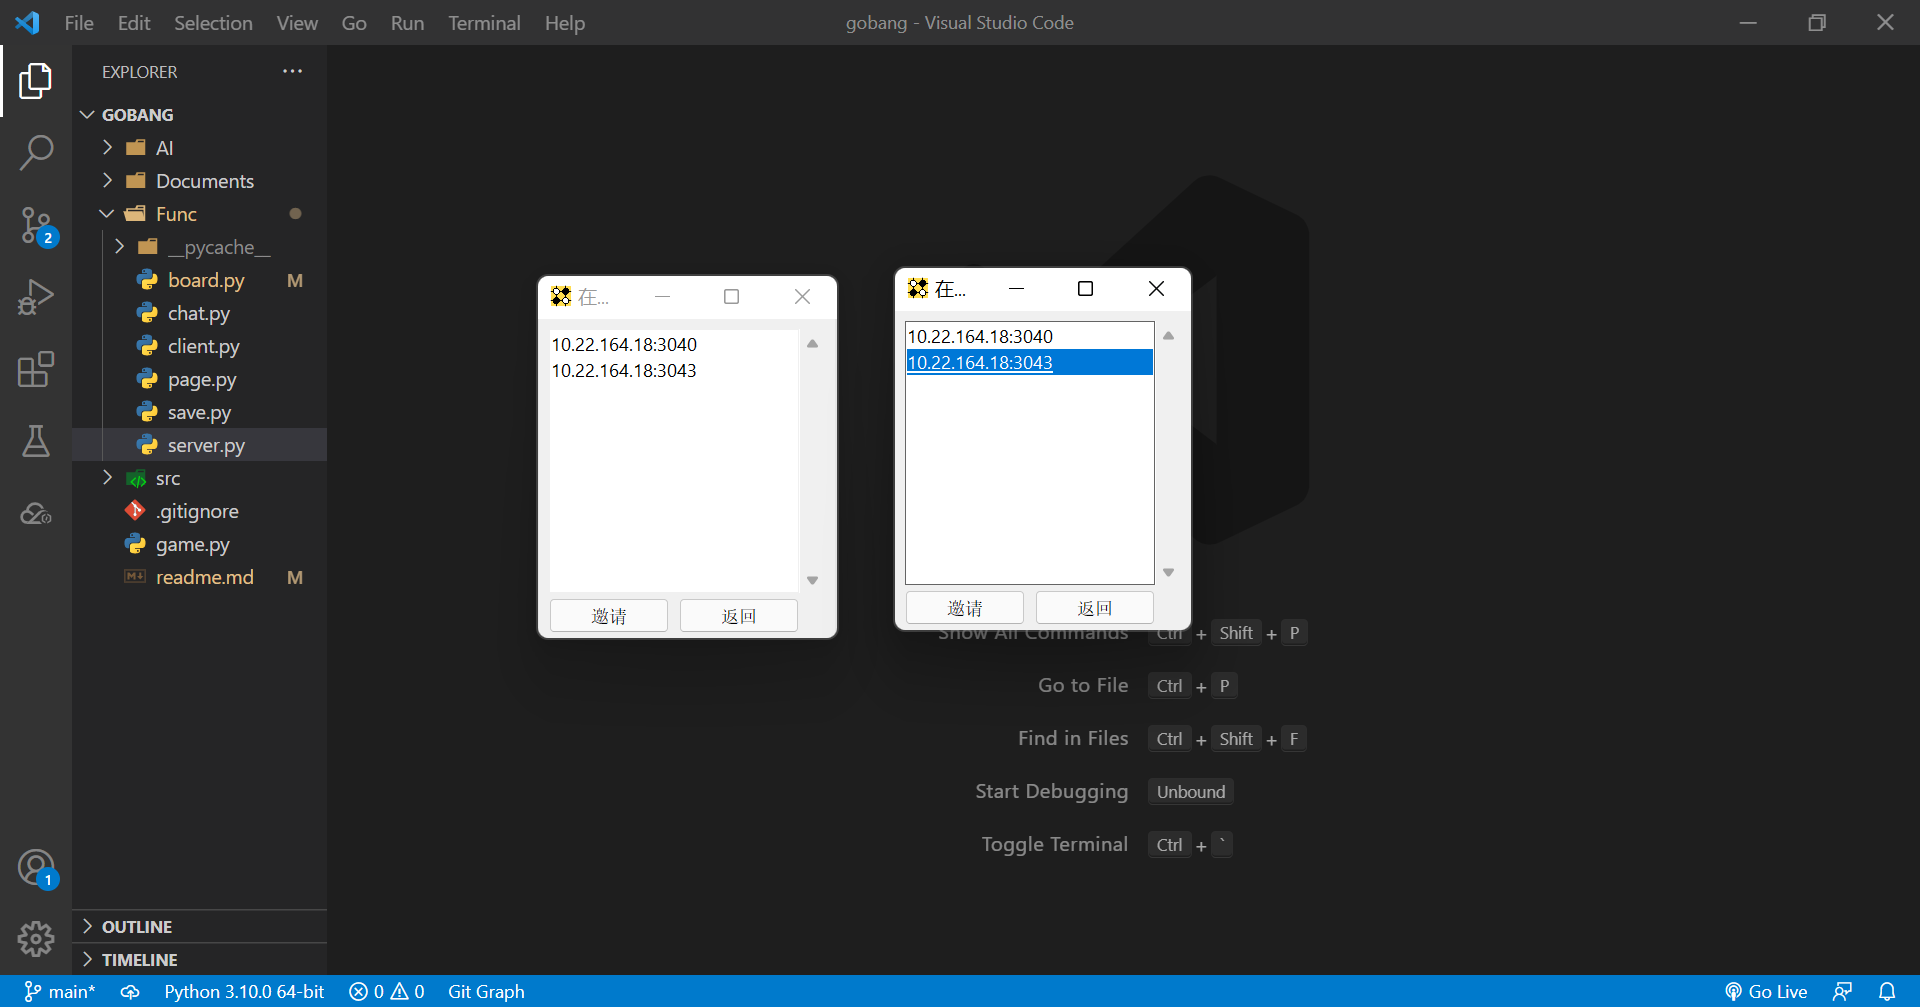 File Edit Selection View Go Run Terminal Help
gobang - Visual Studio Code
EXPLORER
GOBANG
AI
Documents
Func
__pycache__
board.py M
chat.py
client.py
page.py
save.py
server.py
src
.gitignore
game.py
readme.md M
OUTLINE
TIMELINE
2
1
在...
10.22.164.18:3040
10.22.164.18:3043
邀请 返回
在...
10.22.164.18:3040
10.22.164.18:3043
邀请 返回
Show All Commands Ctrl + Shift + P
Go to File Ctrl + P
Find in Files Ctrl + Shift + F
Start Debugging Unbound
Toggle Terminal Ctrl + `
main* Python 3.10.0 64-bit 0 0 Git Graph Go Live